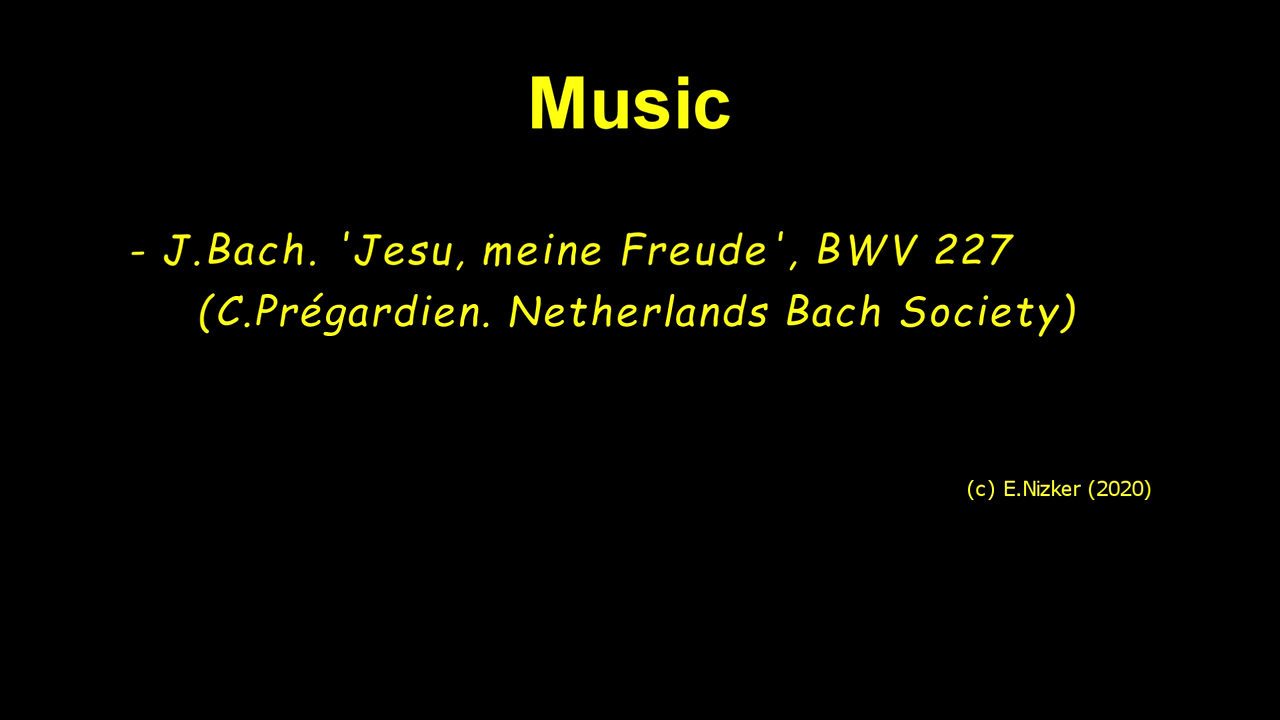 Music
- J.Bach. 'Jesu, meine Freude', BWV 227
(C.Prégardien. Netherlands Bach Society)
(c) E.Nizker (2020)